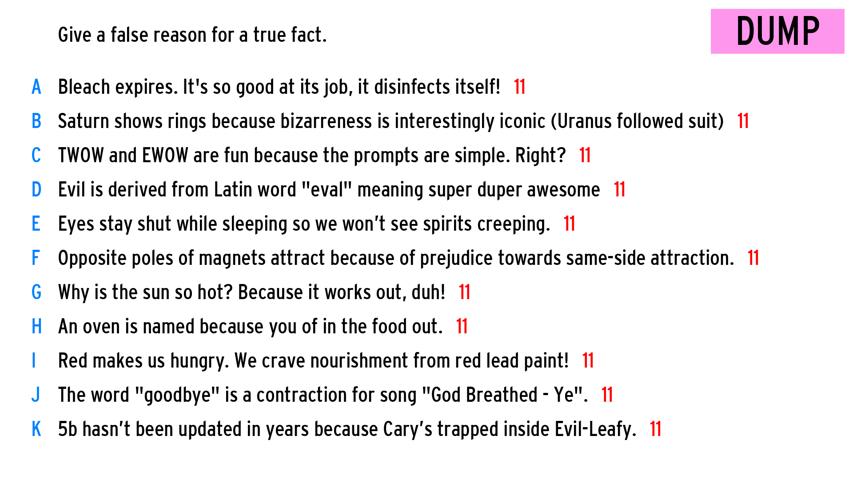 Give a false reason for a true fact.
DUMP
A Bleach expires. It's so good at its job, it disinfects itself! 11
B Saturn shows rings because bizarreness is interestingly iconic (Uranus followed suit) 11
C TWOW and EWOW are fun because the prompts are simple. Right? 11
D Evil is derived from Latin word "eval" meaning super duper awesome 11
E Eyes stay shut while sleeping so we won’t see spirits creeping. 11
F Opposite poles of magnets attract because of prejudice towards same-side attraction. 11
G Why is the sun so hot? Because it works out, duh! 11
H An oven is named because you of in the food out. 11
I Red makes us hungry. We crave nourishment from red lead paint! 11
J The word "goodbye" is a contraction for song "God Breathed - Ye". 11
K 5b hasn’t been updated in years because Cary’s trapped inside Evil-Leafy. 11